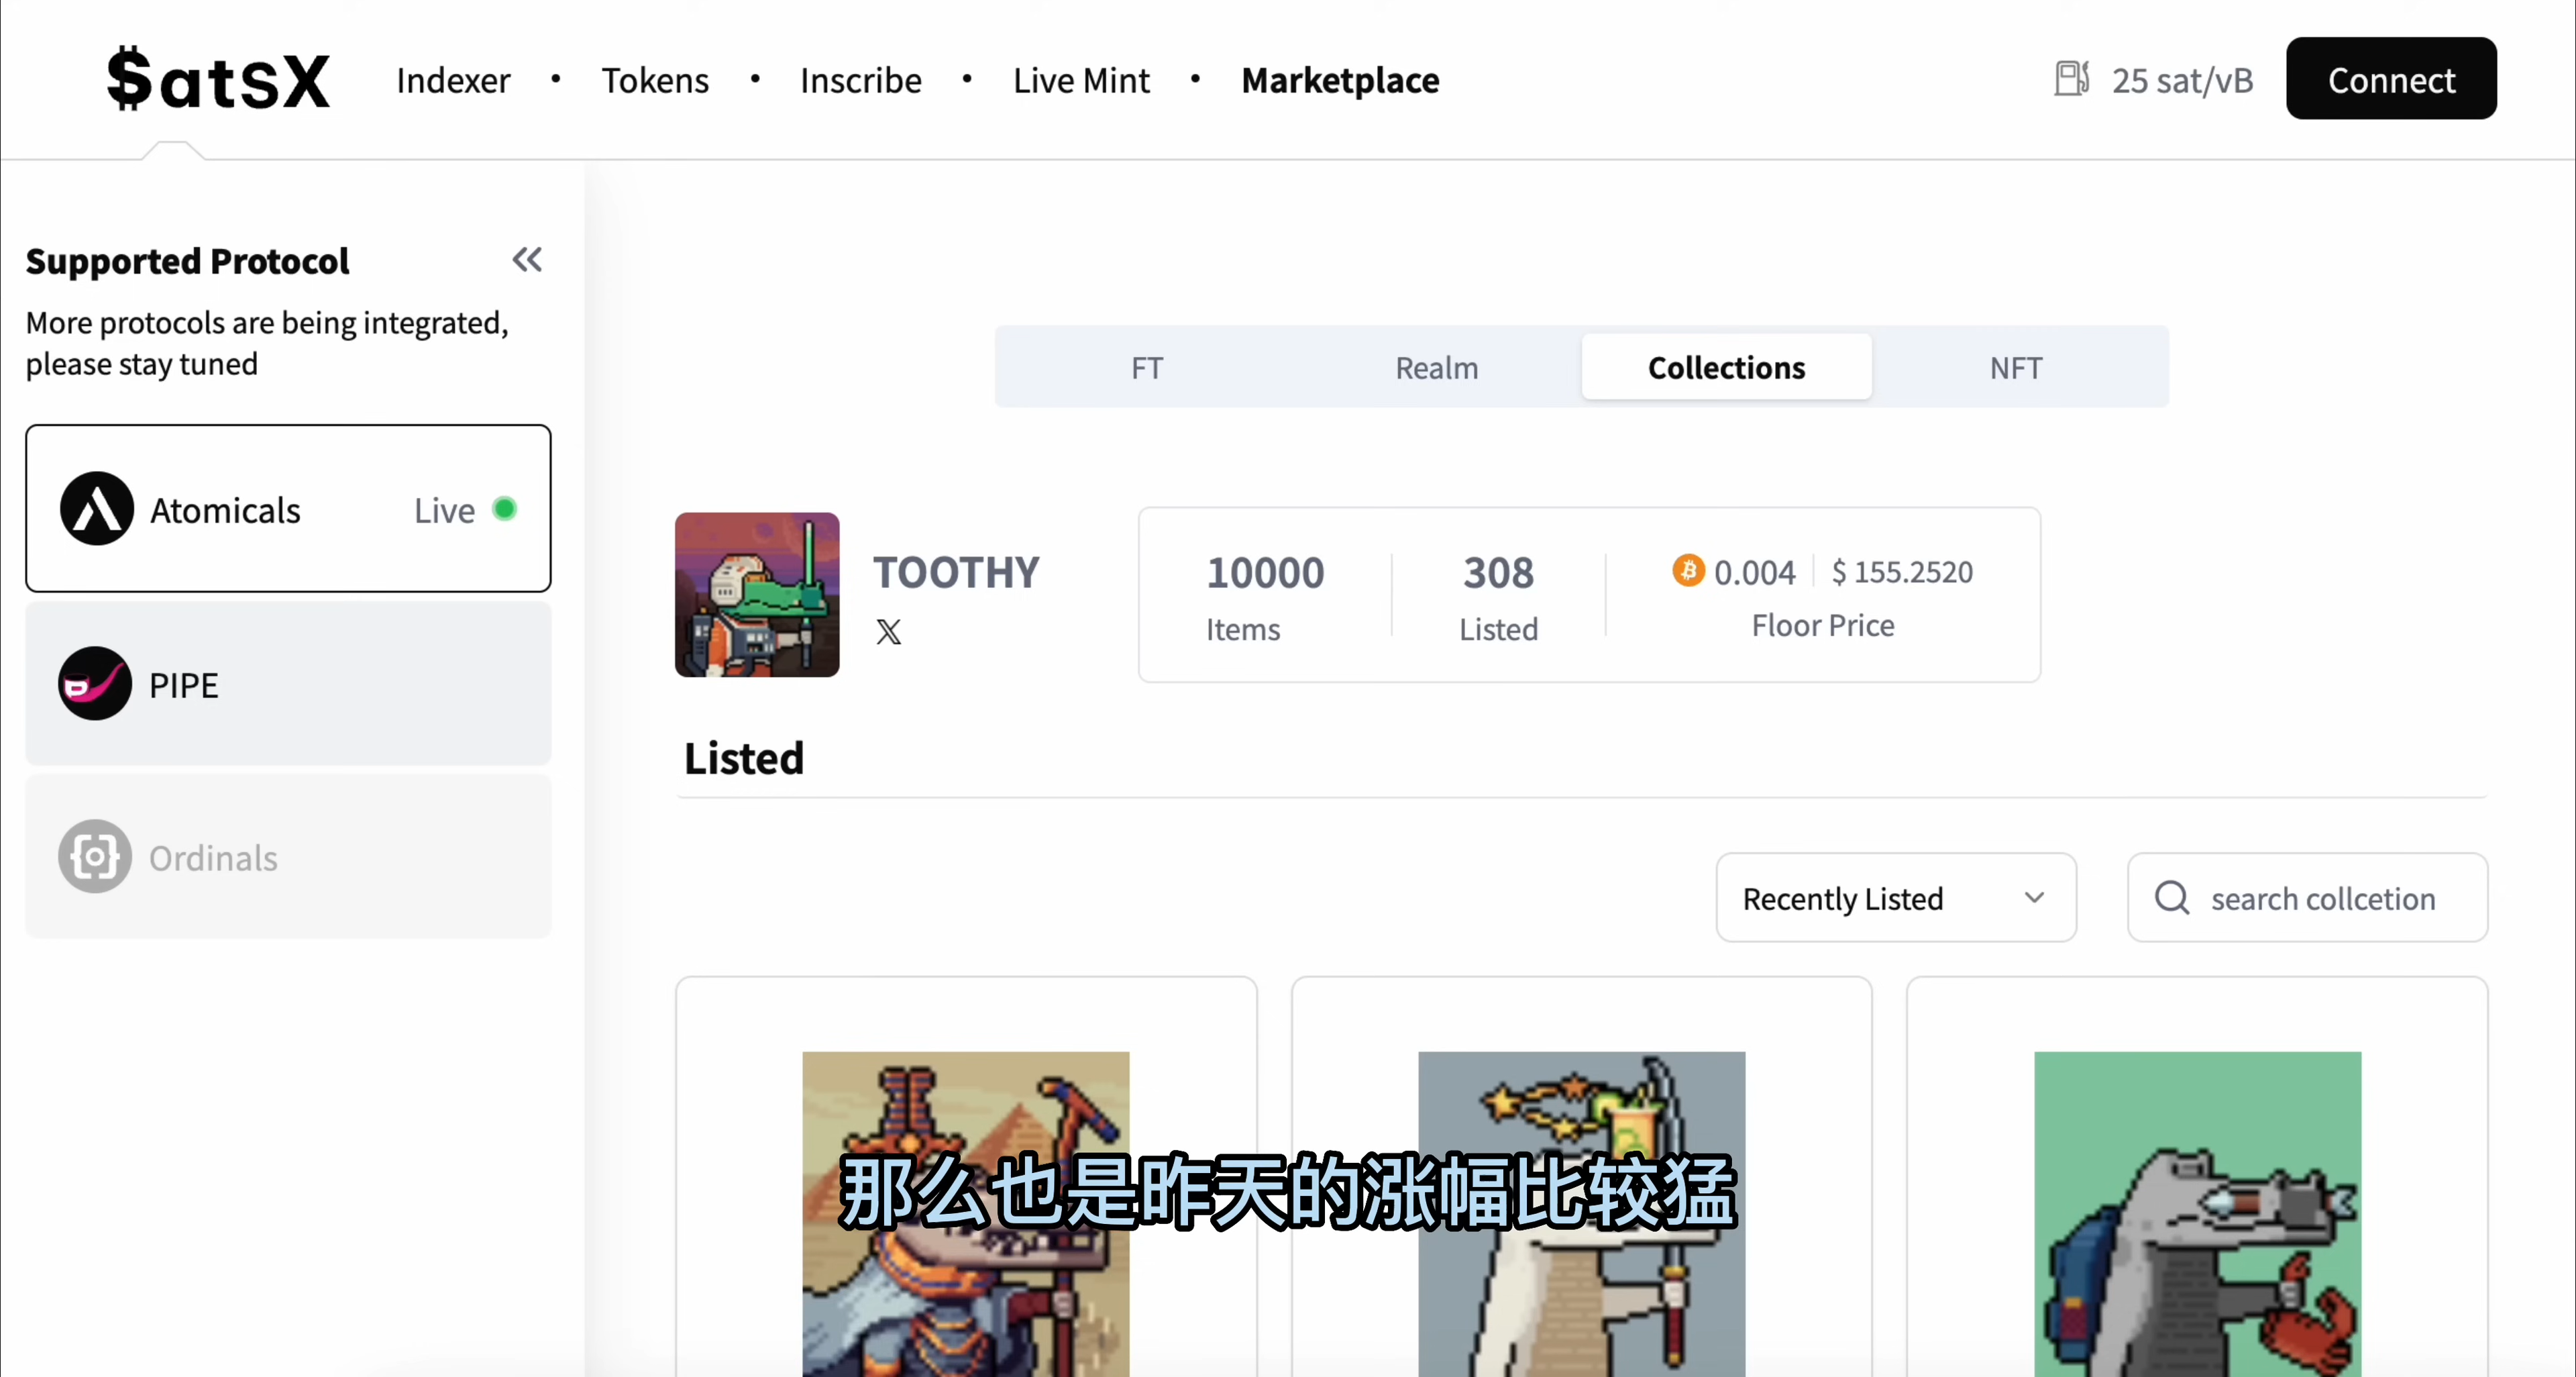 $atsX
Indexer • Tokens • Inscribe • Live Mint • Marketplace
25 sat/vB
Connect
Supported Protocol
More protocols are being integrated,
please stay tuned
Atomicals
Live
PIPE
Ordinals
FT
Realm
Collections
NFT
TOOTHY
10000
Items
308
Listed
0.004
$ 155.2520
Floor Price
Listed
Recently Listed
search collcetion
那么也是昨天的涨幅比较猛